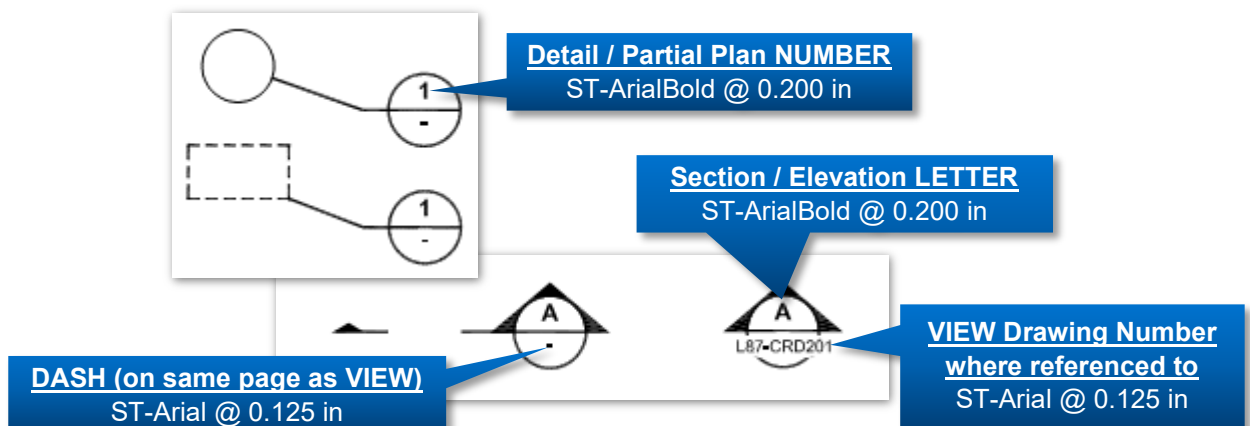 Detail / Partial Plan NUMBER
ST-ArialBold @ 0.200 in
1
-
1
-
Section / Elevation LETTER
ST-ArialBold @ 0.200 in
A
-
A
L87-CRD201
VIEW Drawing Number
where referenced to
ST-Arial @ 0.125 in
DASH (on same page as VIEW)
ST-Arial @ 0.125 in